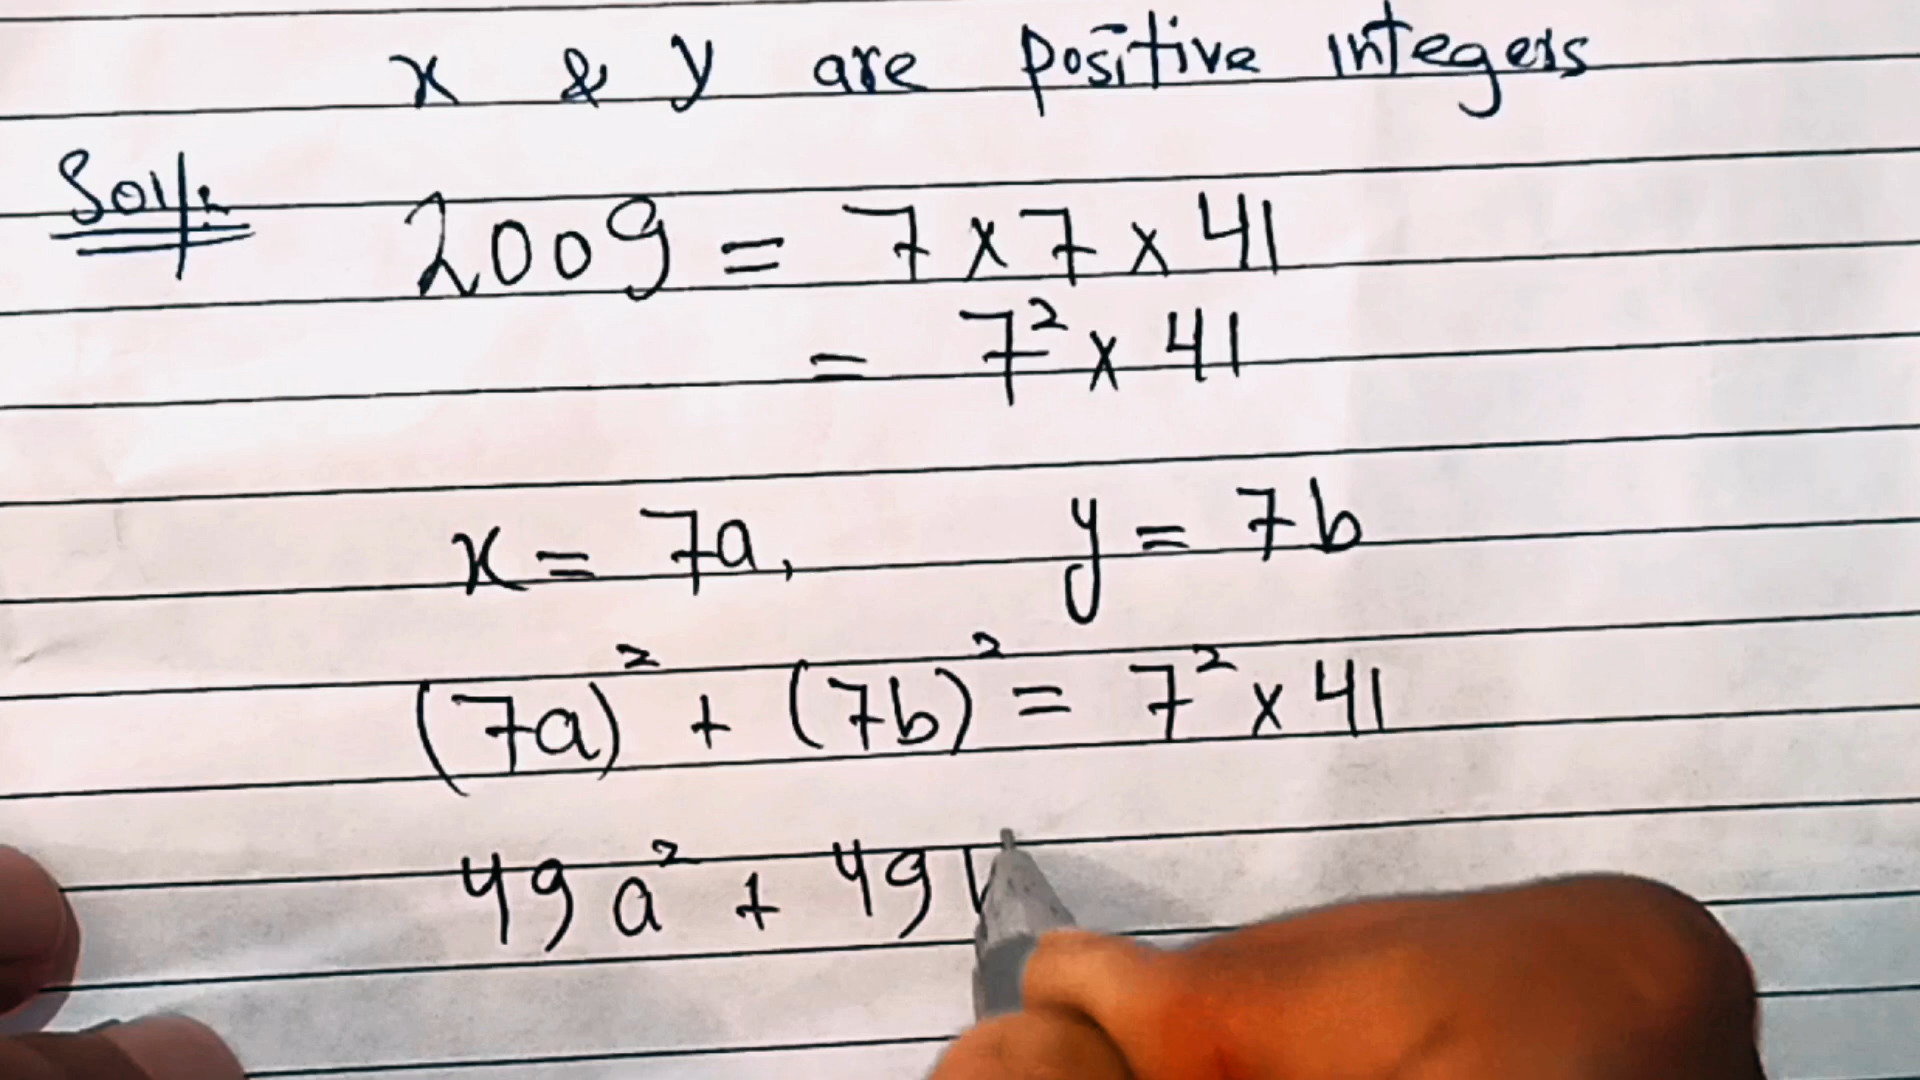 x & y are positive integers
Sol/:
2009 = 7 x 7 x 41
= 7² x 41
x = 7a, y = 7b
(7a)² + (7b)² = 7² x 41
49a² + 49